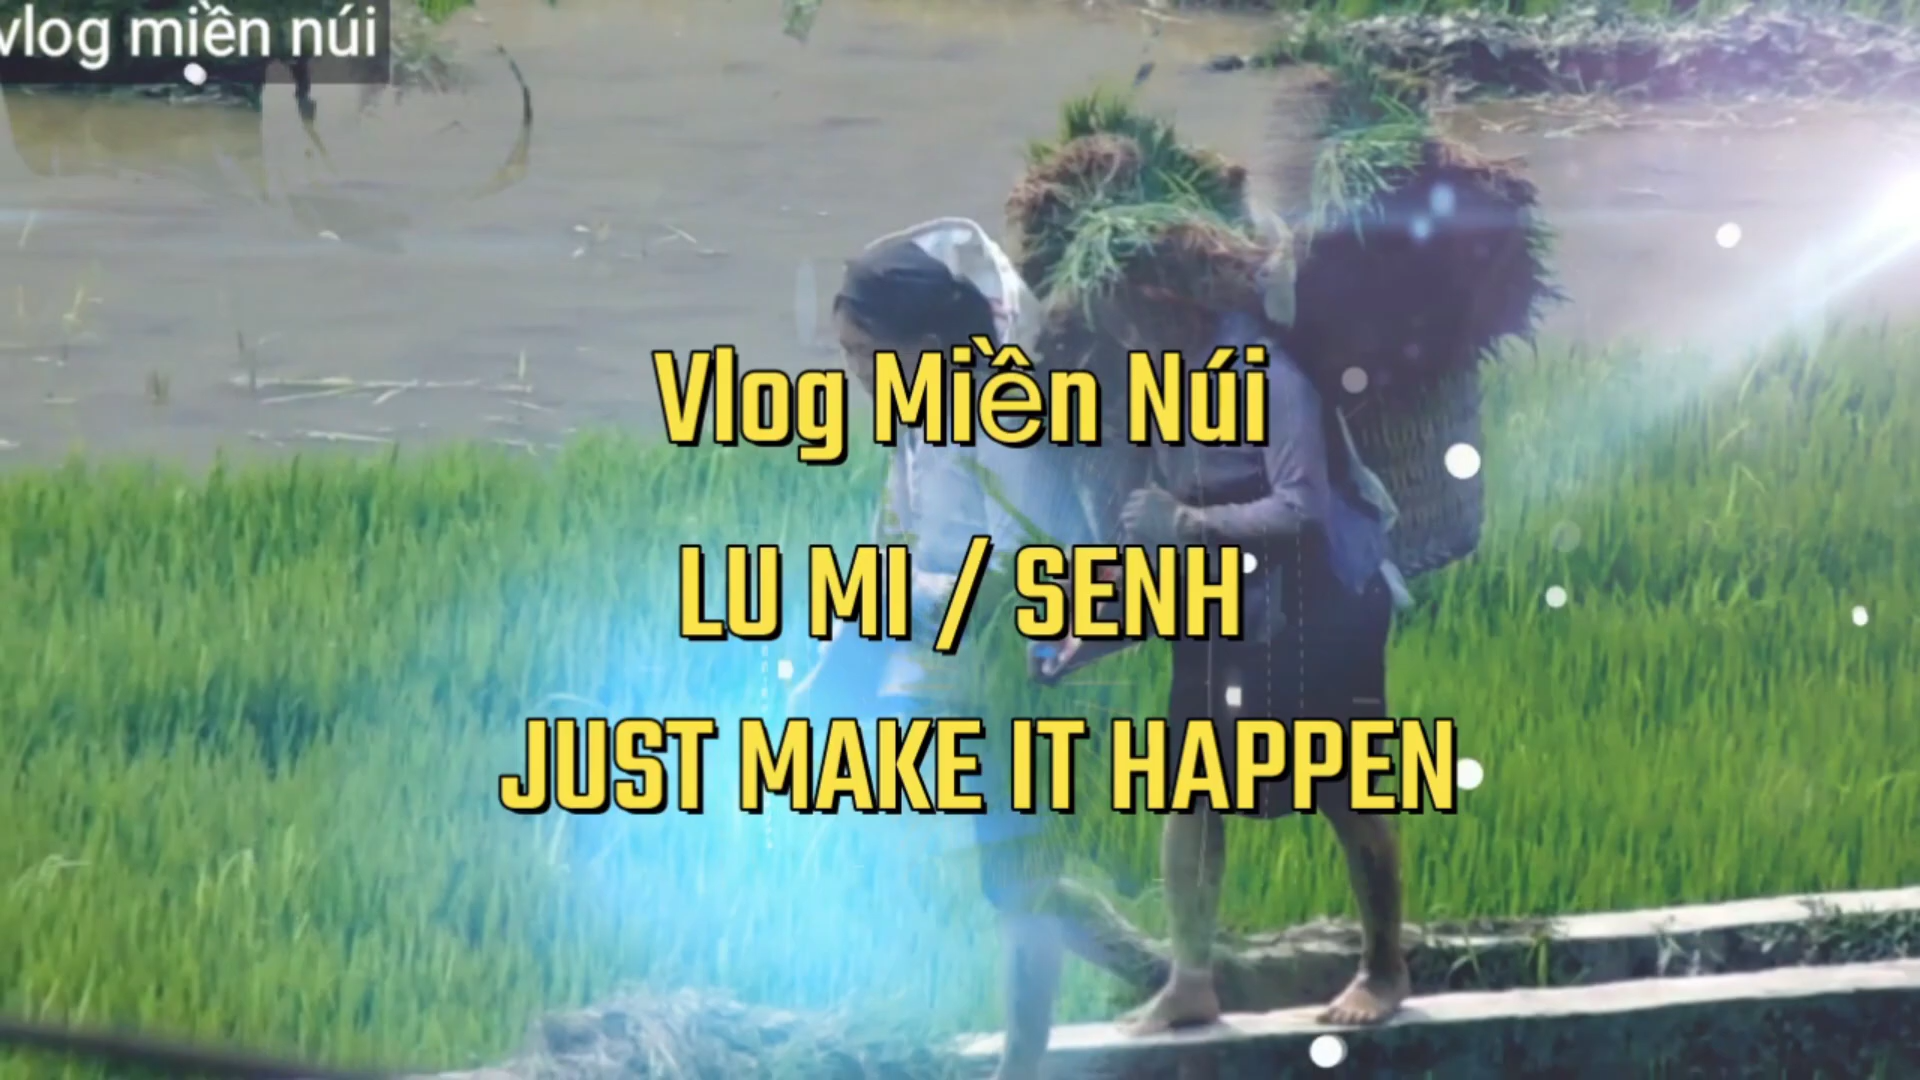 vlog miền núi
Vlog Miền Núi
LU MI / SENH
JUST MAKE IT HAPPEN